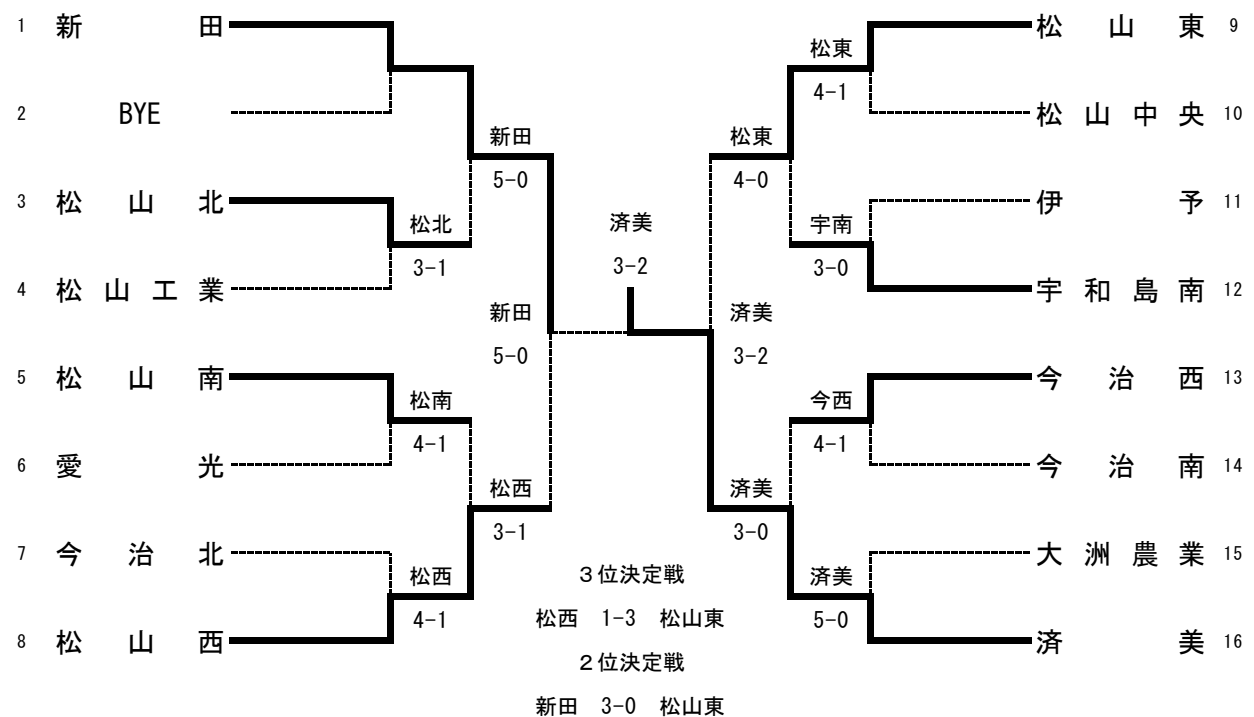 1 新田
2 BYE
3 松山北
4 松山工業
5 松山南
6 愛光
7 今治北
8 松山西
松北
3-1
松南
4-1
松西
4-1
新田
5-0
新田
5-0
松西
3-1
済美
3-2
3位決定戦
松西 1-3 松山東
2位決定戦
新田 3-0 松山東
松東
4-0
済美
3-2
済美
3-0
松東
4-1
宇南
3-0
今西
4-1
済美
5-0
松山東 9
松山中央 10
伊予 11
宇和島南 12
今治西 13
今治南 14
大洲農業 15
済美 16